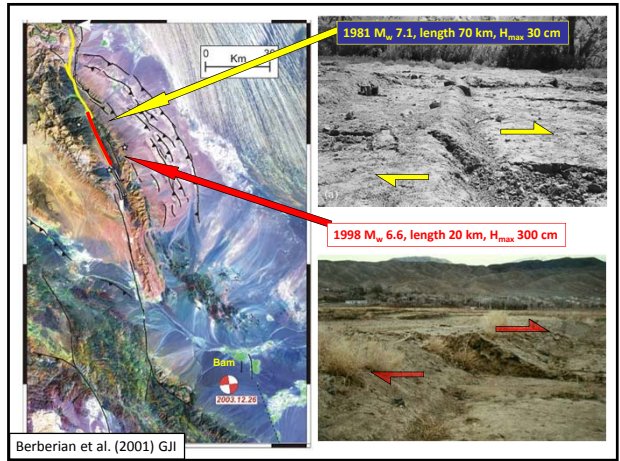 1981 Mw 7.1, length 70 km, Hmax 30 cm
0
Km
1998 Mw 6.6, length 20 km, Hmax 300 cm
Bam
2003.12.26
Berberian et al. (2001) GJI